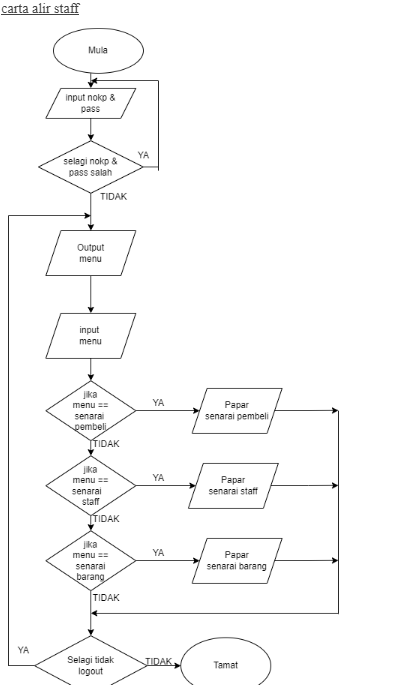 carta alir staff
Mula
input nokp &
pass
selagi nokp &
pass salah
YA
TIDAK
Output
menu
input
menu
jika
menu ==
senarai
pembeli
YA
Papar
senarai pembeli
TIDAK
jika
menu ==
senarai
staff
YA
Papar
senarai staff
TIDAK
jika
menu ==
senarai
barang
YA
Papar
senarai barang
TIDAK
YA
Selagi tidak
logout
TIDAK
Tamat